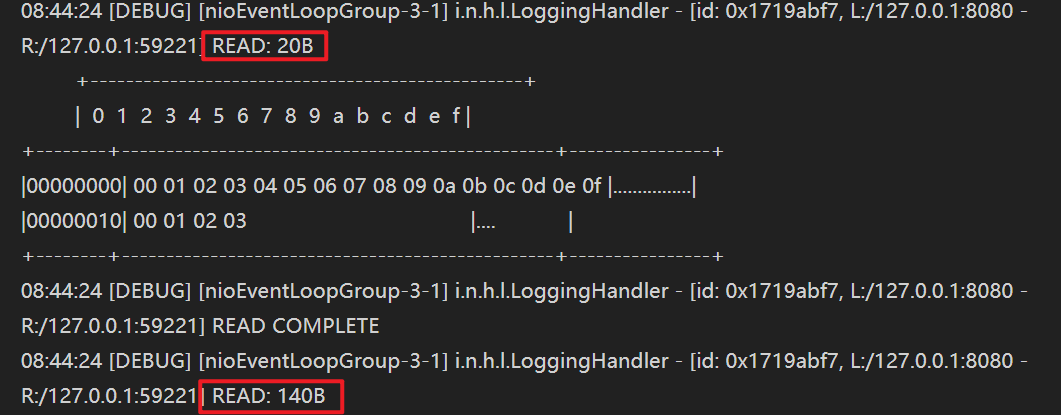 08:44:24 [DEBUG] [nioEventLoopGroup-3-1] i.n.h.l.LoggingHandler - [id: 0x1719abf7, L:/127.0.0.1:8080 -
R:/127.0.0.1:59221] READ: 20B
+-------------------------------------------------+
| 0 1 2 3 4 5 6 7 8 9 a b c d e f|
+--------+-------------------------------------------------+----------------+
|00000000| 00 01 02 03 04 05 06 07 08 09 0a 0b 0c 0d 0e 0f |................|
|00000010| 00 01 02 03 |.... |
+--------+-------------------------------------------------+----------------+
08:44:24 [DEBUG] [nioEventLoopGroup-3-1] i.n.h.l.LoggingHandler - [id: 0x1719abf7, L:/127.0.0.1:8080 -
R:/127.0.0.1:59221] READ COMPLETE
08:44:24 [DEBUG] [nioEventLoopGroup-3-1] i.n.h.l.LoggingHandler - [id: 0x1719abf7, L:/127.0.0.1:8080 -
R:/127.0.0.1:59221] READ: 140B